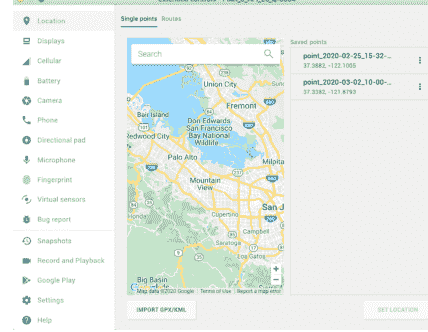 Location
Displays
Cellular
Battery
Camera
Phone
Directional pad
Microphone
Fingerprint
Virtual sensors
Bug report
Snapshots
Record and Playback
Google Play
Settings
Help
Single points Routes
Search
Union City
Fremont
Bair Island
Don Edwards
San Francisco
Bay National
Wildlife
Redwood City
Palo Alto
Mountain
View
Milpita
San J
Cupertino
Campbell
Saratoga
Los Gatos
Big Basin
Map data ©2020 Google Terms of Use Report a map error
IMPORT GPX/KML
Saved points
point_2020-02-25_15-32-...
37.3882, -122.1005
point_2020-03-02_10-00-...
SET LOCATION